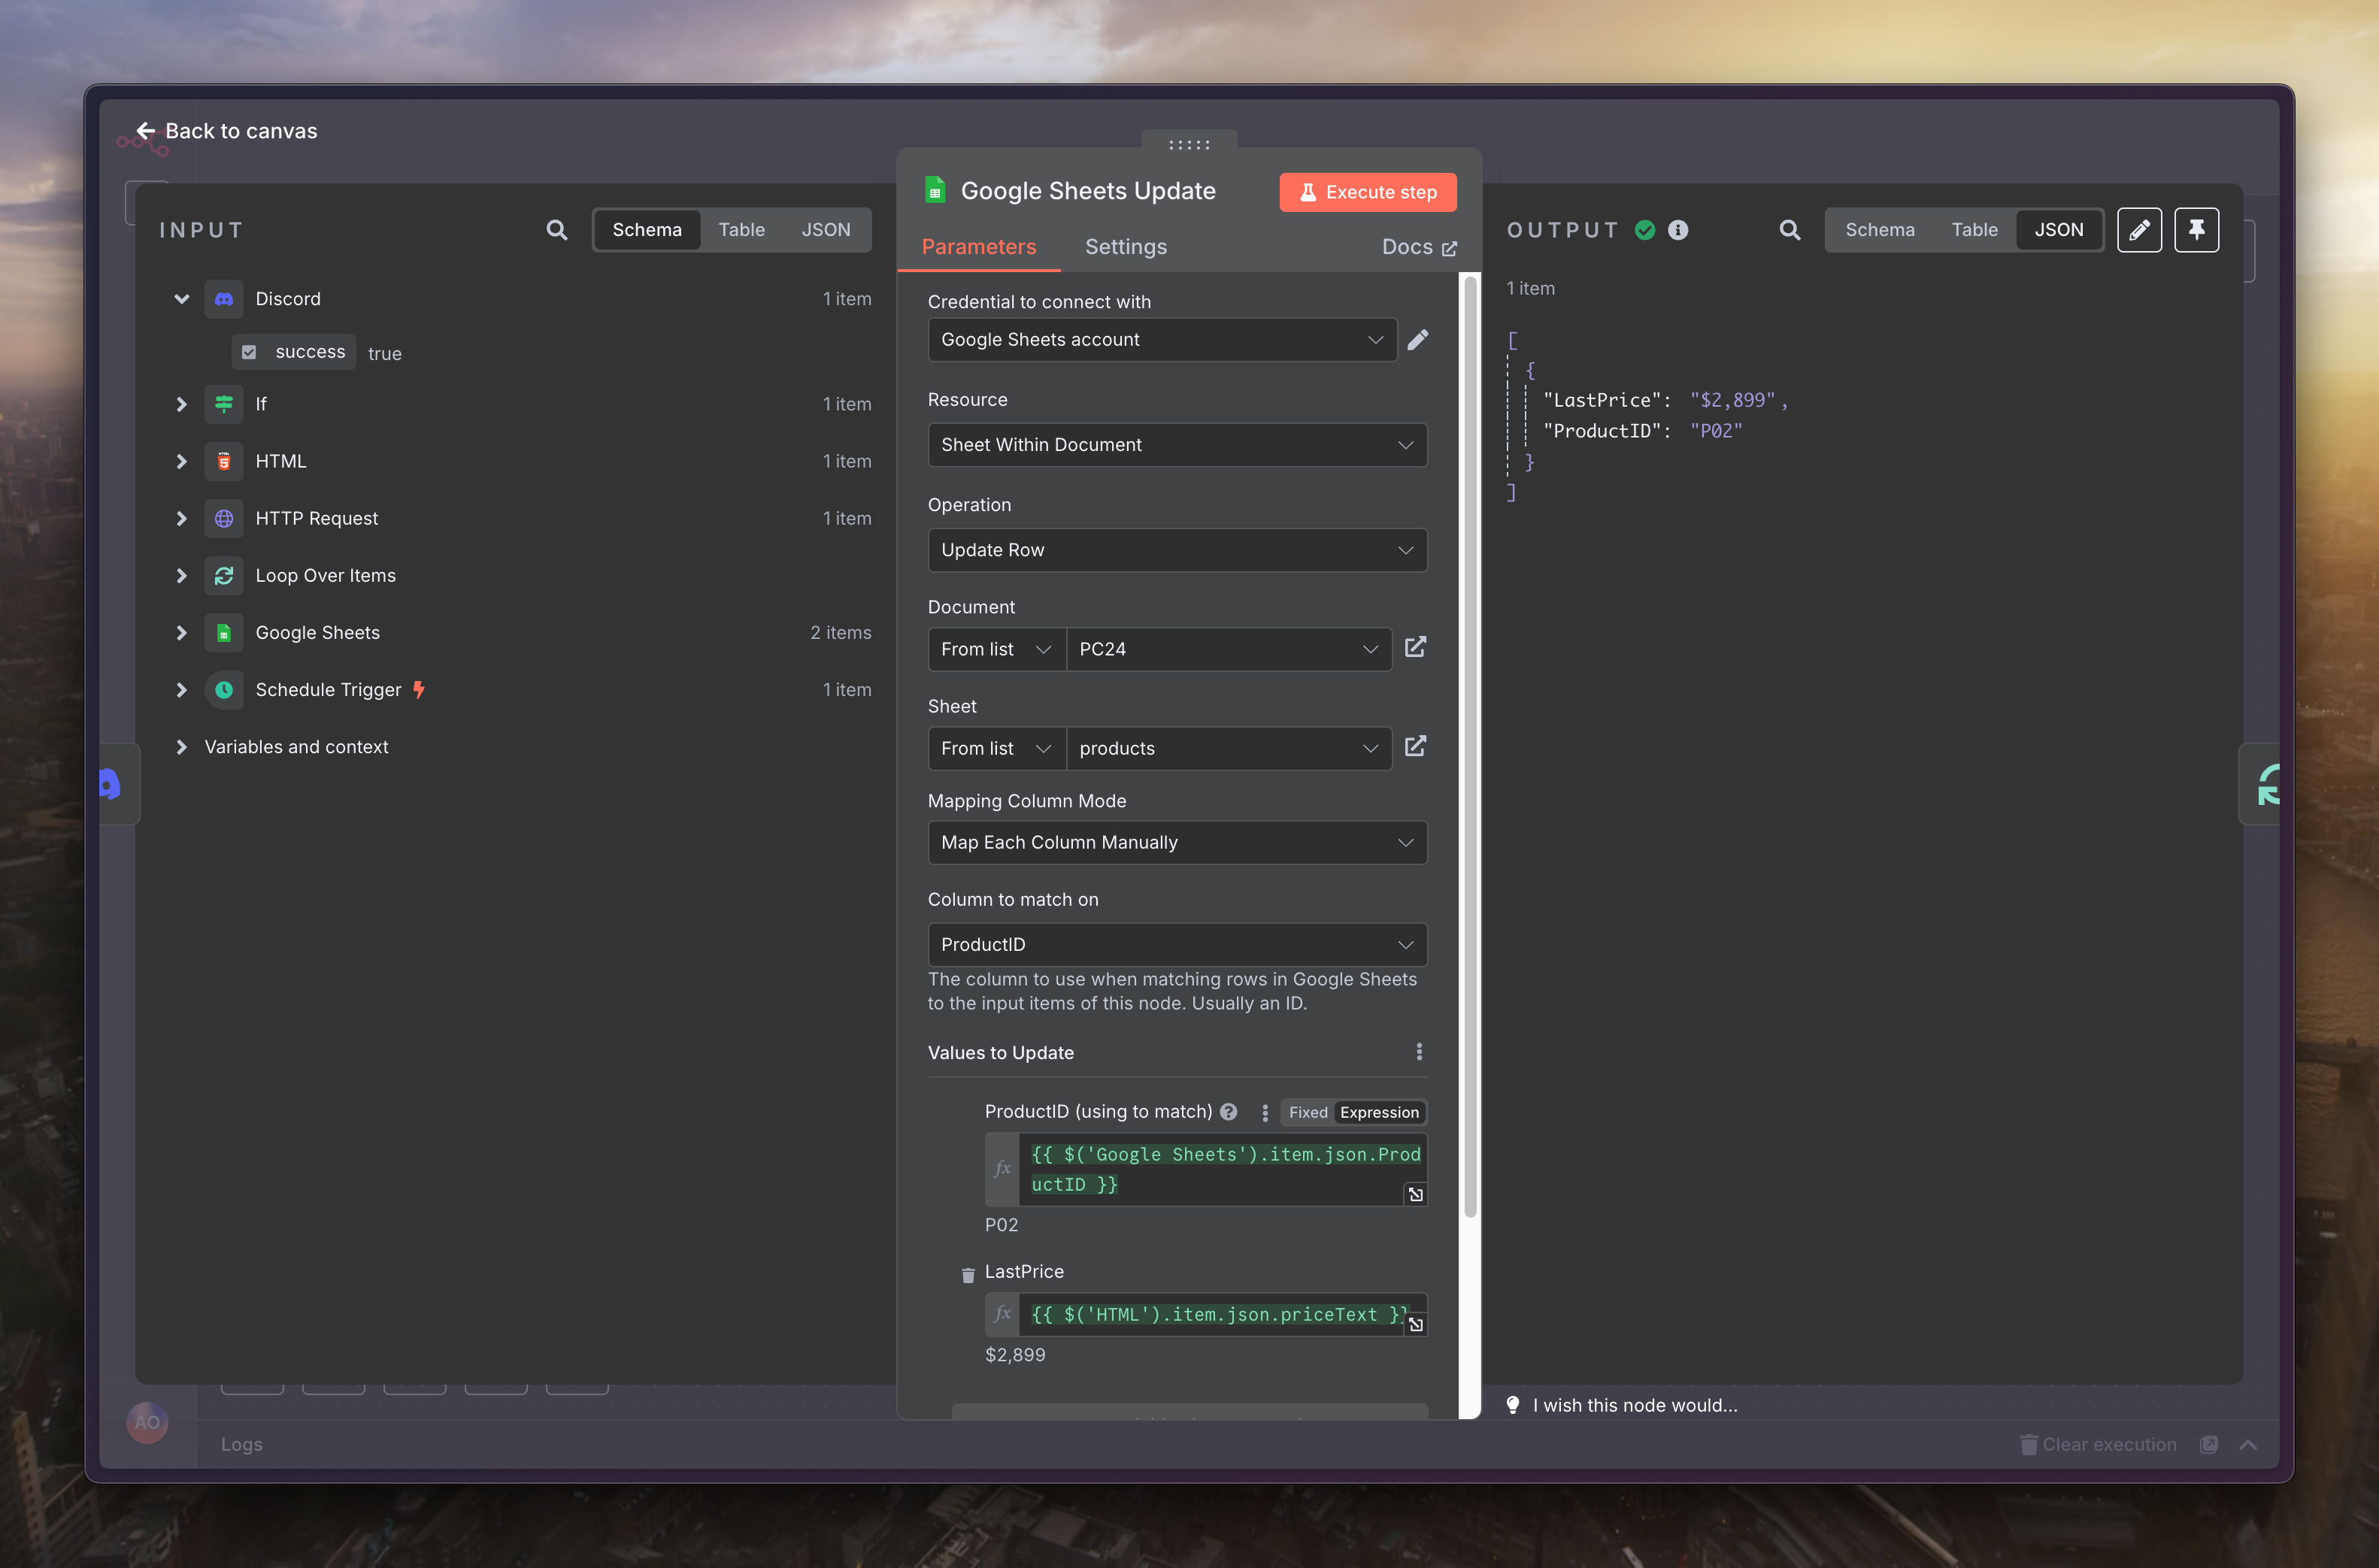 Back to canvas
INPUT
Schema
Table
JSON
Discord
1 item
success
true
If
1 item
HTML
1 item
HTTP Request
1 item
Loop Over Items
Google Sheets
2 items
Schedule Trigger
1 item
Variables and context
Google Sheets Update
Execute step
Parameters
Settings
Docs
Credential to connect with
Google Sheets account
Resource
Sheet Within Document
Operation
Update Row
Document
From list
PC24
Sheet
From list
products
Mapping Column Mode
Map Each Column Manually
Column to match on
ProductID
The column to use when matching rows in Google Sheets
to the input items of this node. Usually an ID.
Values to Update
ProductID (using to match)
Fixed
Expression
fx
{{ $('Google Sheets').item.json.Prod
uctID }}
P02
LastPrice
fx
{{ $('HTML').item.json.priceText }}
$2,899
OUTPUT
Schema
Table
JSON
1 item
[
{
"LastPrice": "$2,899",
"ProductID": "P02"
}
]
I wish this node would...
AO
Logs
Clear execution